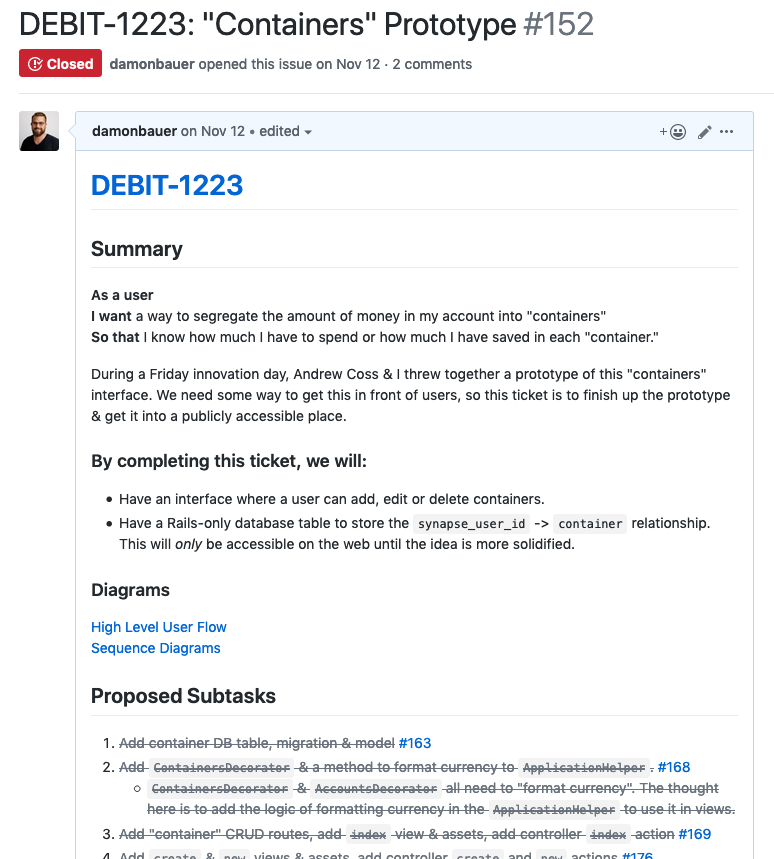 DEBIT-1223: "Containers" Prototype #152
Closed damonbauer opened this issue on Nov 12 · 2 comments
damonbauer on Nov 12 • edited
DEBIT-1223
Summary
As a user
I want a way to segregate the amount of money in my account into "containers"
So that I know how much I have to spend or how much I have saved in each "container."
During a Friday innovation day, Andrew Coss & I threw together a prototype of this "containers"
interface. We need some way to get this in front of users, so this ticket is to finish up the prototype
& get it into a publicly accessible place.
By completing this ticket, we will:
• Have an interface where a user can add, edit or delete containers.
• Have a Rails-only database table to store the synapse_user_id -> container relationship.
This will only be accessible on the web until the idea is more solidified.
Diagrams
High Level User Flow
Sequence Diagrams
Proposed Subtasks
1. Add container DB table, migration & model #163
2. Add ContainersDecorator & a method to format currency to ApplicationHelper. #168
ContainersDecorator & AccountsDecorator all need to "format currency". The thought
here is to add the logic of formatting currency in the ApplicationHelper to use it in views.
3. Add "container" CRUD routes, add index view & assets, add controller index action #169
4. Add create & new views & assets, add controller create and new actions #176